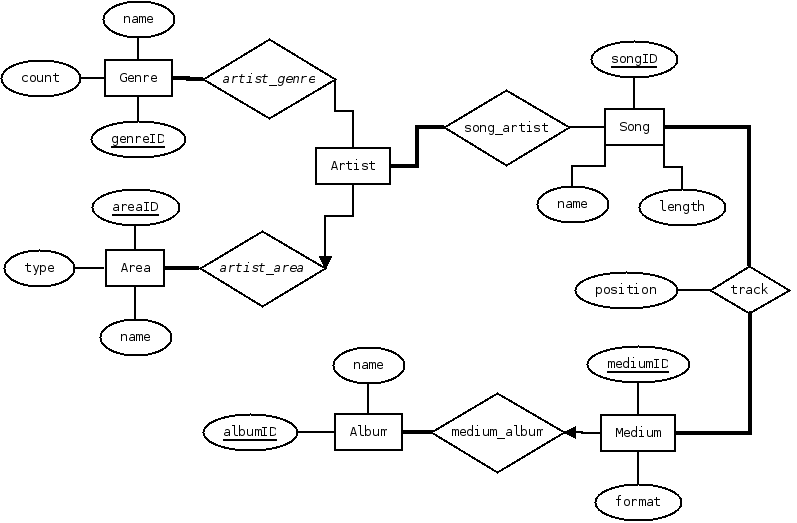 name
count
Genre
artist_genre
genreID
songID
song_artist
Song
Artist
name
length
areaID
type
Area
artist_area
name
position
track
name
mediumID
albumID
Album
medium_album
Medium
format